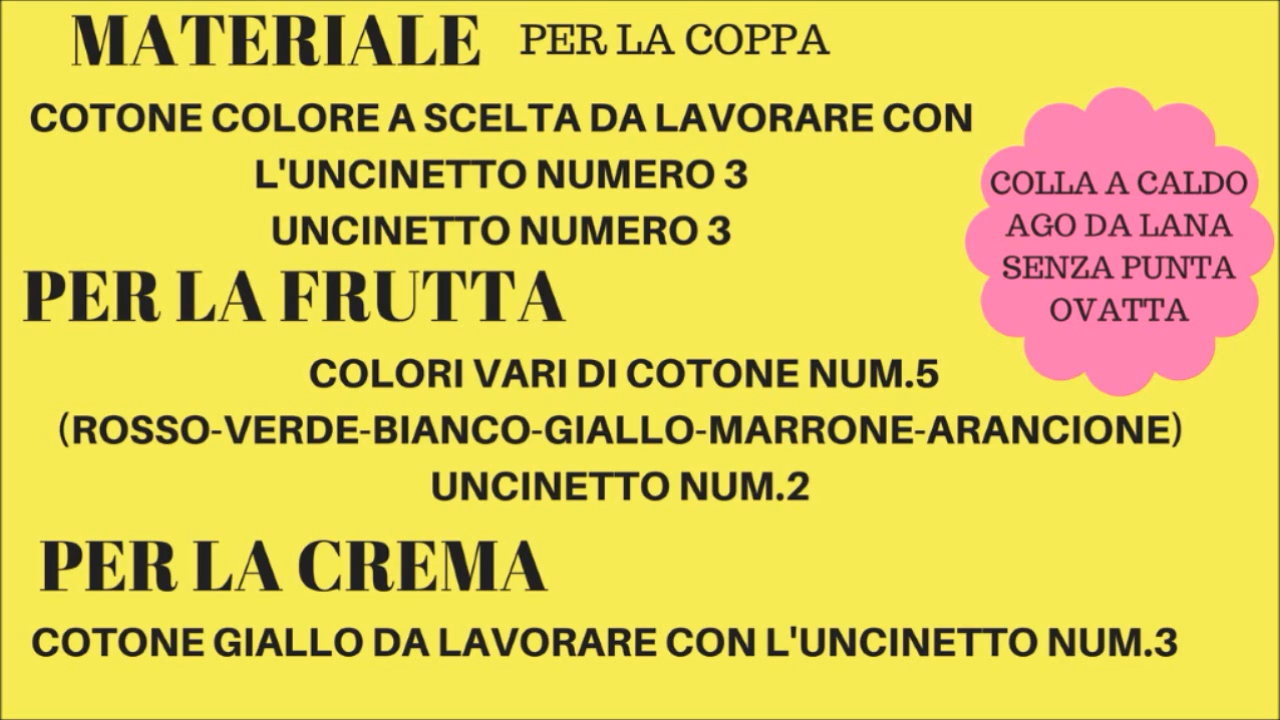 MATERIALE PER LA COPPA
COTONE COLORE A SCELTA DA LAVORARE CON
L'UNCINETTO NUMERO 3
UNCINETTO NUMERO 3
COLLA A CALDO
AGO DA LANA
SENZA PUNTA
OVATTA
PER LA FRUTTA
COLORI VARI DI COTONE NUM.5
(ROSSO-VERDE-BIANCO-GIALLO-MARRONE-ARANCIONE)
UNCINETTO NUM.2
PER LA CREMA
COTONE GIALLO DA LAVORARE CON L'UNCINETTO NUM.3